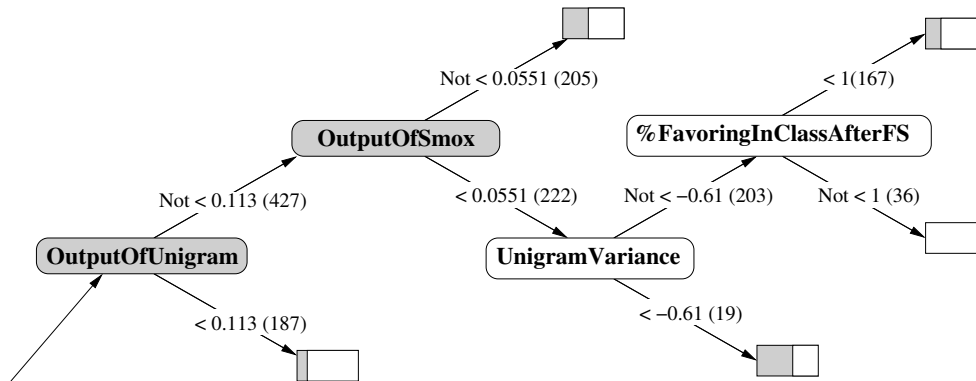 Not < 0.0551 (205)
< 1(167)
OutputOfSmox
%FavoringInClassAfterFS
Not < 0.113 (427)
< 0.0551 (222)
Not < −0.61 (203)
Not < 1 (36)
OutputOfUnigram
UnigramVariance
< 0.113 (187)
< −0.61 (19)